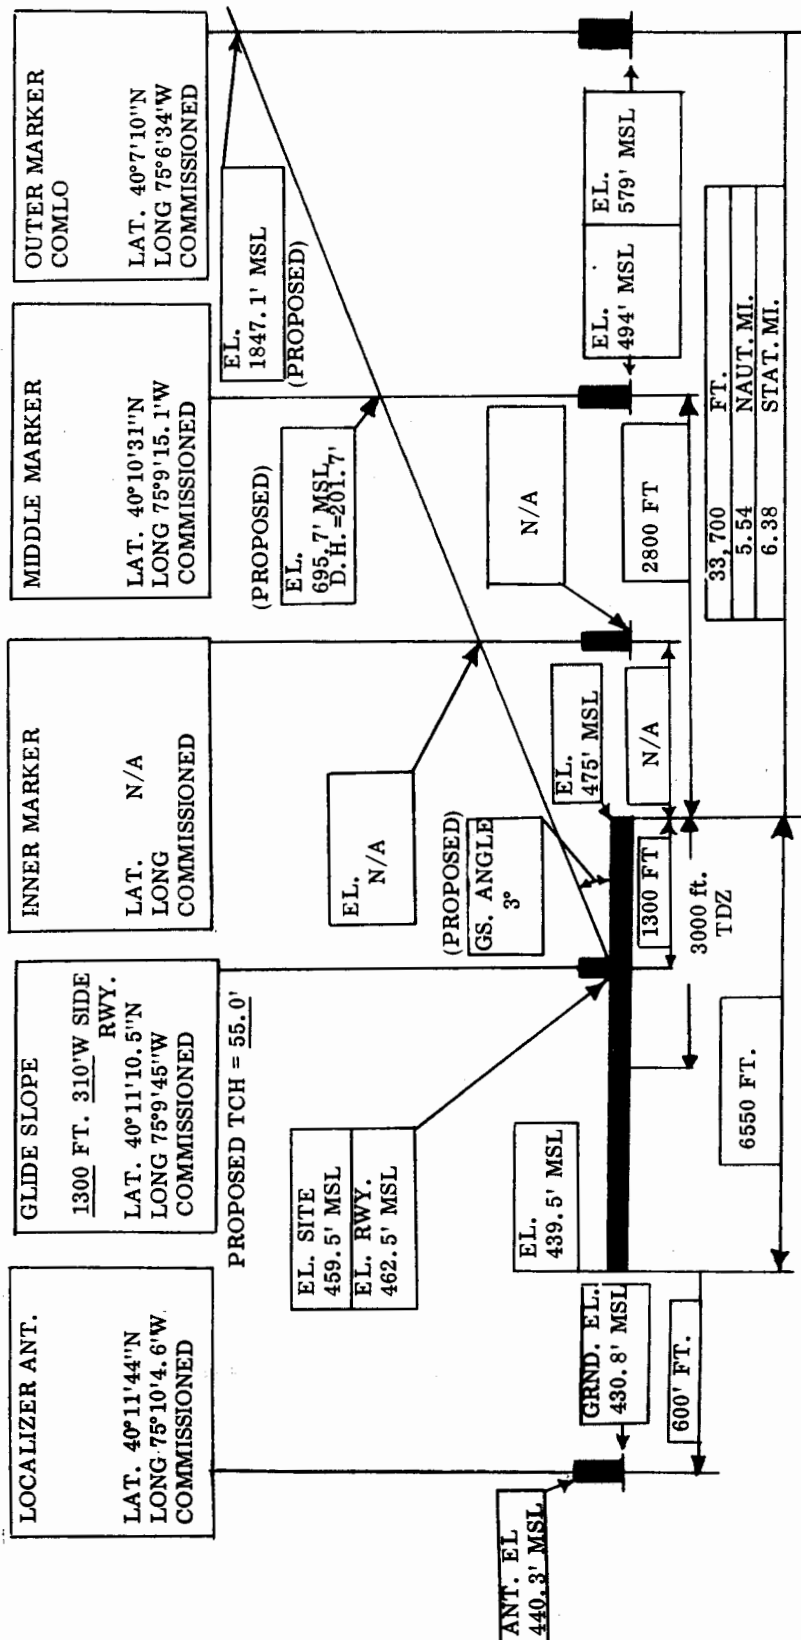 LOCALIZER ANT.
LAT. 40°11'44"N
LONG 75°10'4.6"W
COMMISSIONED
GLIDE SLOPE
1300 FT. 310'W SIDE
RWY.
LAT. 40°11'10.5"N
LONG 75°9'45"W
COMMISSIONED
INNER MARKER
LAT. N/A
LONG
COMMISSIONED
MIDDLE MARKER
LAT. 40°10'31"N
LONG 75°9'15.1'W
COMMISSIONED
OUTER MARKER
COMLO
LAT. 40°7'10"N
LONG 75°6'34'W
COMMISSIONED
PROPOSED TCH = 55.0'
EL. SITE
459.5' MSL
EL. RWY.
462.5' MSL
EL.
N/A
(PROPOSED)
EL.
695.7' MSL
D.H.=201.7'
EL.
1847.1' MSL
(PROPOSED)
(PROPOSED)
GS. ANGLE
3°
N/A
ANT. EL
440.3' MSL
GRND. EL.
430.8' MSL
EL.
439.5' MSL
EL.
475' MSL
EL.
494' MSL
EL.
579' MSL
600' FT.
1300 FT
N/A
2800 FT
3000 ft.
TDZ
6550 FT.
33,700 FT.
5.54 NAUT. MI.
6.38 STAT. MI.